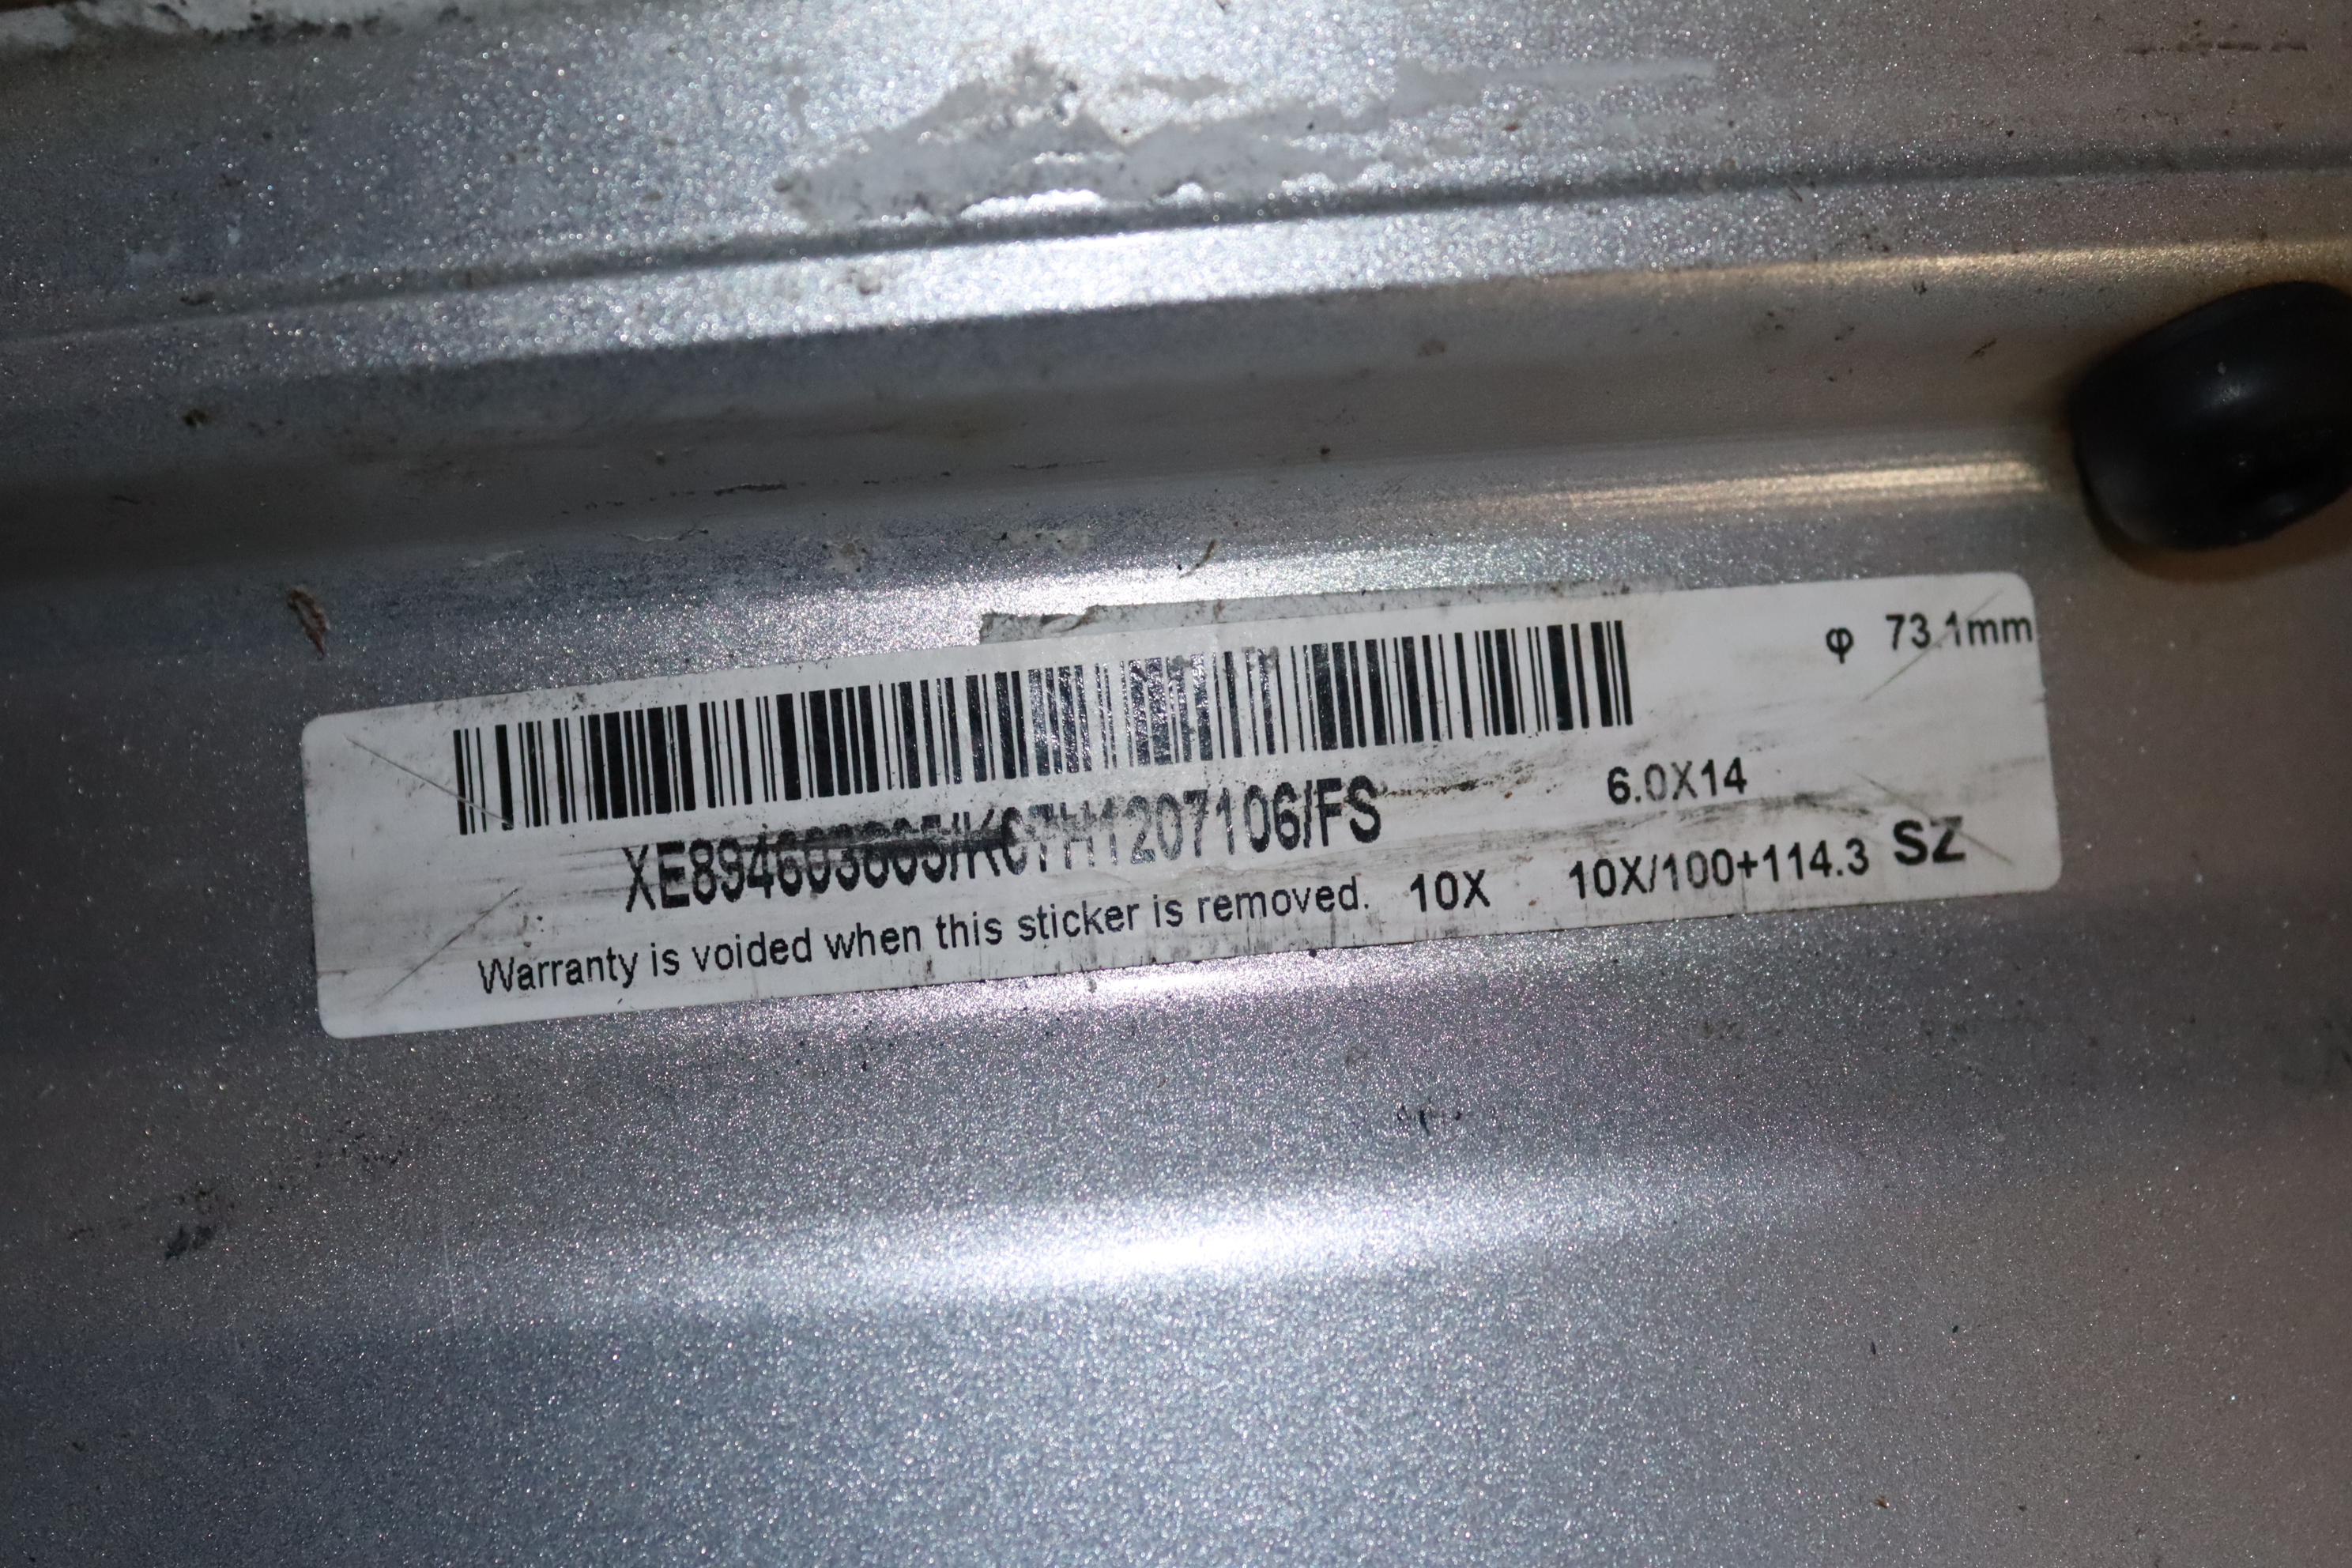 φ 73.1mm
6.0X14
Warranty is voided when this sticker is removed. 10X 10X/100+114.3 SZ